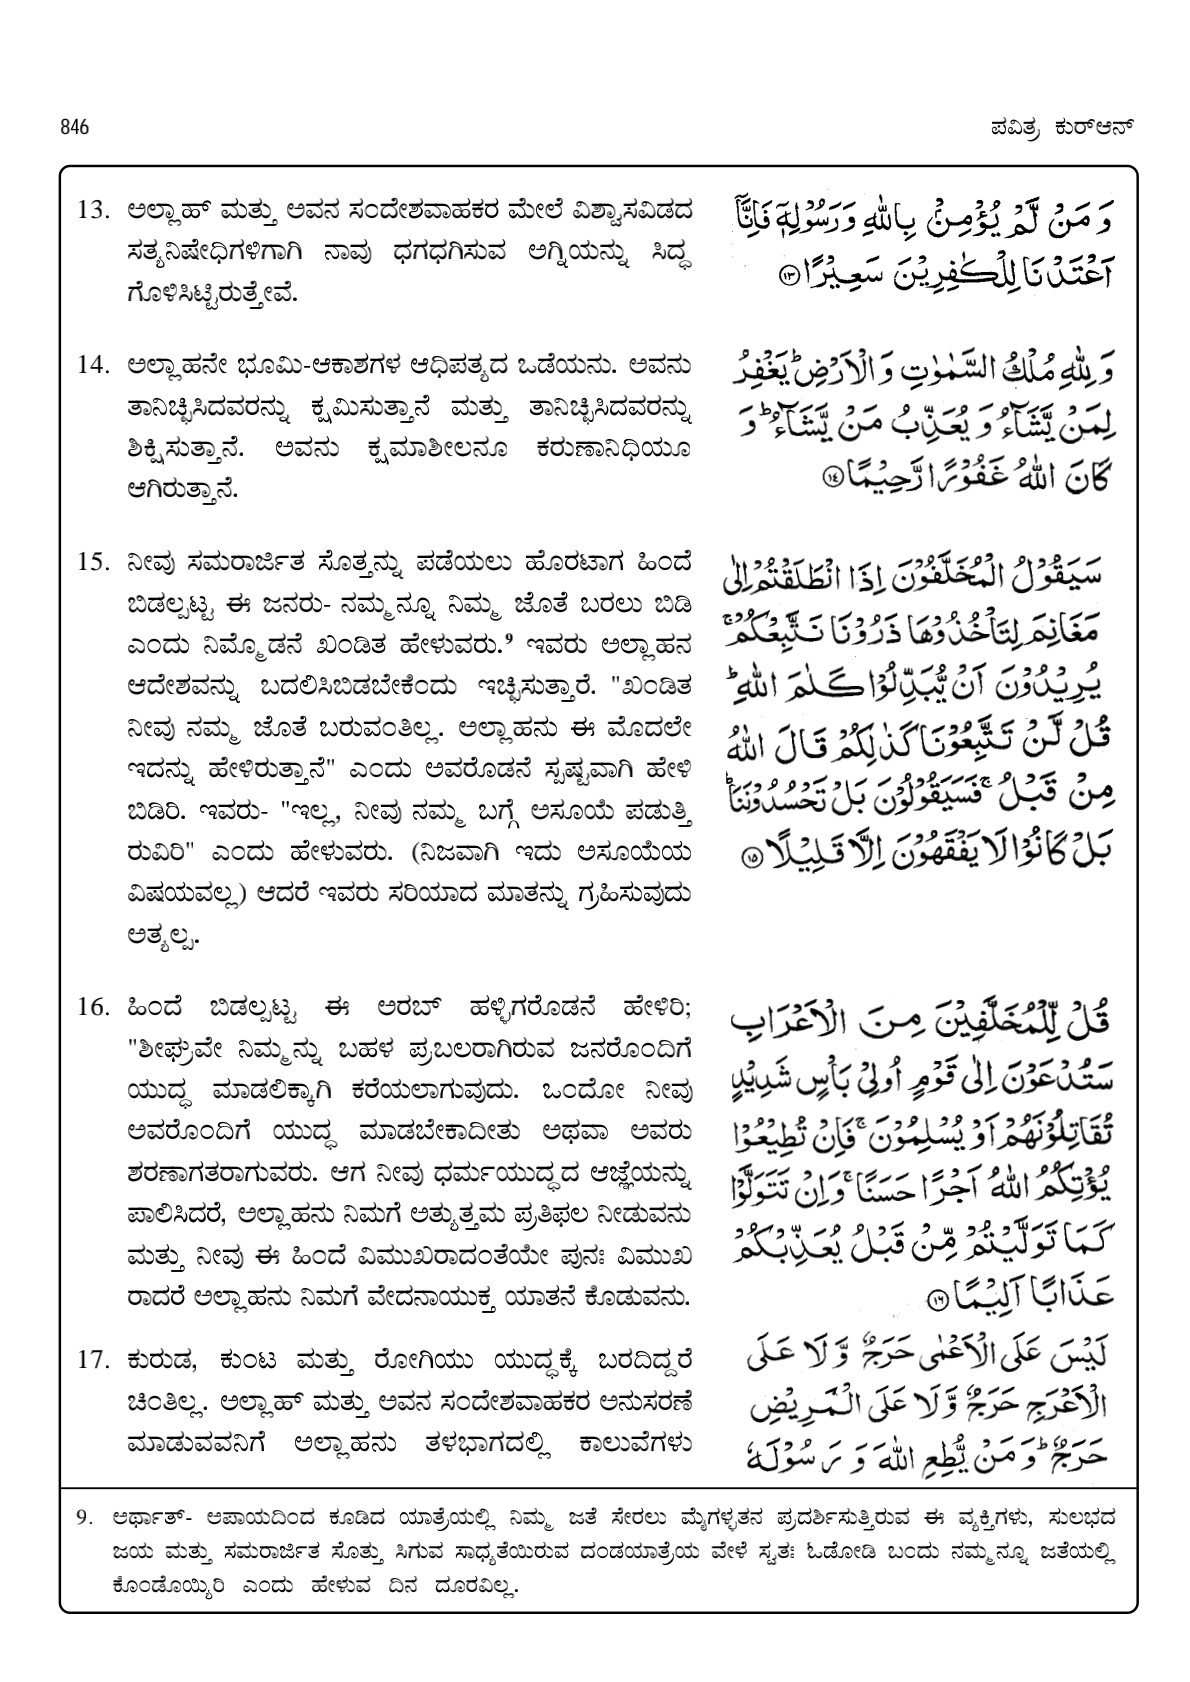 846
ಪವಿತ್ರ ಕುರ್‌ಆನ್
13. ಅಲ್ಲಾಹ್ ಮತ್ತು ಅವನ ಸಂದೇಶವಾಹಕರ ಮೇಲೆ ವಿಶ್ವಾಸವಿಡದ
ಸತ್ಯನಿಷೇಧಿಗಳಿಗಾಗಿ ನಾವು ಧಗಧಗಿಸುವ ಅಗ್ನಿಯನ್ನು ಸಿದ್ಧ
ಗೊಳಿಸಿಟ್ಟಿರುತ್ತೇವೆ.
وَمَنْ لَّمْ يُؤْمِنْۢ بِاللّٰهِ وَرَسُوْلِهٖ فَاِنَّاۤ
اَعْتَدْنَا لِلْكٰفِرِيْنَ سَعِيْرًا ⁠۝۱۳
14. ಅಲ್ಲಾಹನೇ ಭೂಮಿ-ಆಕಾಶಗಳ ಆಧಿಪತ್ಯದ ಒಡೆಯನು. ಅವನು
ತಾನಿಚ್ಛಿಸಿದವರನ್ನು ಕ್ಷಮಿಸುತ್ತಾನೆ ಮತ್ತು ತಾನಿಚ್ಛಿಸಿದವರನ್ನು
ಶಿಕ್ಷಿಸುತ್ತಾನೆ. ಅವನು ಕ್ಷಮಾಶೀಲನೂ ಕರುಣಾನಿಧಿಯೂ
ಆಗಿರುತ್ತಾನೆ.
وَلِلّٰهِ مُلْكُ السَّمٰوٰتِ وَالْاَرْضِ ؕ يَغْفِرُ
لِمَنْ يَّشَآءُ وَيُعَذِّبُ مَنْ يَّشَآءُ ؕ وَ
كَانَ اللّٰهُ غَفُوْرًا رَّحِيْمًا ۝۱۴
15. ನೀವು ಸಮರಾರ್ಜಿತ ಸೊತ್ತನ್ನು ಪಡೆಯಲು ಹೊರಟಾಗ ಹಿಂದೆ
ಬಿಡಲ್ಪಟ್ಟ ಈ ಜನರು- ನಮ್ಮನ್ನೂ ನಿಮ್ಮ ಜೊತೆ ಬರಲು ಬಿಡಿ
ಎಂದು ನಿಮ್ಮೊಡನೆ ಖಂಡಿತ ಹೇಳುವರು.⁹ ಇವರು ಅಲ್ಲಾಹನ
ಆದೇಶವನ್ನು ಬದಲಿಸಿಬಿಡಬೇಕೆಂದು ಇಚ್ಛಿಸುತ್ತಾರೆ. "ಖಂಡಿತ
ನೀವು ನಮ್ಮ ಜೊತೆ ಬರುವಂತಿಲ್ಲ. ಅಲ್ಲಾಹನು ಈ ಮೊದಲೇ
ಇದನ್ನು ಹೇಳಿರುತ್ತಾನೆ" ಎಂದು ಅವರೊಡನೆ ಸ್ಪಷ್ಟವಾಗಿ ಹೇಳಿ
ಬಿಡಿರಿ. ಇವರು- "ಇಲ್ಲ, ನೀವು ನಮ್ಮ ಬಗ್ಗೆ ಅಸೂಯೆ ಪಡುತ್ತಿ
ರುವಿರಿ" ಎಂದು ಹೇಳುವರು. (ನಿಜವಾಗಿ ಇದು ಅಸೂಯೆಯ
ವಿಷಯವಲ್ಲ) ಆದರೆ ಇವರು ಸರಿಯಾದ ಮಾತನ್ನು ಗ್ರಹಿಸುವುದು
ಅತ್ಯಲ್ಪ.
سَيَقُوْلُ الْمُخَلَّفُوْنَ اِذَا انْطَلَقْتُمْ اِلٰى
مَغَانِمَ لِتَاْخُذُوْهَا ذَرُوْنَا نَتَّبِعْكُمْ ۚ
يُرِيْدُوْنَ اَنْ يُّبَدِّلُوْا كَلٰمَ اللّٰهِ ؕ
قُلْ لَّنْ تَتَّبِعُوْنَا كَذٰلِكُمْ قَالَ اللّٰهُ
مِنْ قَبْلُ ۚ فَسَيَقُوْلُوْنَ بَلْ تَحْسُدُوْنَنَا ؕ
بَلْ كَانُوْا لَا يَفْقَهُوْنَ اِلَّا قَلِيْلًا ۝۱۵
16. ಹಿಂದೆ ಬಿಡಲ್ಪಟ್ಟ ಈ ಅರಬ್ ಹಳ್ಳಿಗರೊಡನೆ ಹೇಳಿರಿ;
"ಶೀಘ್ರವೇ ನಿಮ್ಮನ್ನು ಬಹಳ ಪ್ರಬಲರಾಗಿರುವ ಜನರೊಂದಿಗೆ
ಯುದ್ಧ ಮಾಡಲಿಕ್ಕಾಗಿ ಕರೆಯಲಾಗುವುದು. ಒಂದೋ ನೀವು
ಅವರೊಂದಿಗೆ ಯುದ್ಧ ಮಾಡಬೇಕಾದೀತು ಅಥವಾ ಅವರು
ಶರಣಾಗತರಾಗುವರು. ಆಗ ನೀವು ಧರ್ಮಯುದ್ಧದ ಆಜ್ಞೆಯನ್ನು
ಪಾಲಿಸಿದರೆ, ಅಲ್ಲಾಹನು ನಿಮಗೆ ಅತ್ಯುತ್ತಮ ಪ್ರತಿಫಲ ನೀಡುವನು
ಮತ್ತು ನೀವು ಈ ಹಿಂದೆ ವಿಮುಖರಾದಂತೆಯೇ ಪುನಃ ವಿಮುಖ
ರಾದರೆ ಅಲ್ಲಾಹನು ನಿಮಗೆ ವೇದನಾಯುಕ್ತ ಯಾತನೆ ಕೊಡುವನು.
قُلْ لِّلْمُخَلَّفِيْنَ مِنَ الْاَعْرَابِ
سَتُدْعَوْنَ اِلٰى قَوْمٍ اُولِيْ بَاْسٍ شَدِيْدٍ
تُقَاتِلُوْنَهُمْ اَوْ يُسْلِمُوْنَ ۚ فَاِنْ تُطِيْعُوْا
يُؤْتِكُمُ اللّٰهُ اَجْرًا حَسَنًا ۚ وَاِنْ تَتَوَلَّوْا
كَمَا تَوَلَّيْتُمْ مِّنْ قَبْلُ يُعَذِّبْكُمْ
عَذَابًا اَلِيْمًا ۝۱۶
17. ಕುರುಡ, ಕುಂಟ ಮತ್ತು ರೋಗಿಯು ಯುದ್ಧಕ್ಕೆ ಬರದಿದ್ದರೆ
ಚಿಂತಿಲ್ಲ. ಅಲ್ಲಾಹ್ ಮತ್ತು ಅವನ ಸಂದೇಶವಾಹಕರ ಅನುಸರಣೆ
ಮಾಡುವವನಿಗೆ ಅಲ್ಲಾಹನು ತಳಭಾಗದಲ್ಲಿ ಕಾಲುವೆಗಳು
لَيْسَ عَلَى الْاَعْمٰى حَرَجٌ وَّلَا عَلَى
الْاَعْرَجِ حَرَجٌ وَّلَا عَلَى الْمَرِيْضِ
حَرَجٌ ؕ وَمَنْ يُّطِعِ اللّٰهَ وَرَسُوْلَهٗ
9. ಅರ್ಥಾತ್- ಅಪಾಯದಿಂದ ಕೂಡಿದ ಯಾತ್ರೆಯಲ್ಲಿ ನಿಮ್ಮ ಜತೆ ಸೇರಲು ಮೈಗಳ್ಳತನ ಪ್ರದರ್ಶಿಸುತ್ತಿರುವ ಈ ವ್ಯಕ್ತಿಗಳು, ಸುಲಭದ
ಜಯ ಮತ್ತು ಸಮರಾರ್ಜಿತ ಸೊತ್ತು ಸಿಗುವ ಸಾಧ್ಯತೆಯಿರುವ ದಂಡಯಾತ್ರೆಯ ವೇಳೆ ಸ್ವತಃ ಓಡೋಡಿ ಬಂದು ನಮ್ಮನ್ನೂ ಜತೆಯಲ್ಲಿ
ಕೊಂಡೊಯ್ಯಿರಿ ಎಂದು ಹೇಳುವ ದಿನ ದೂರವಿಲ್ಲ.